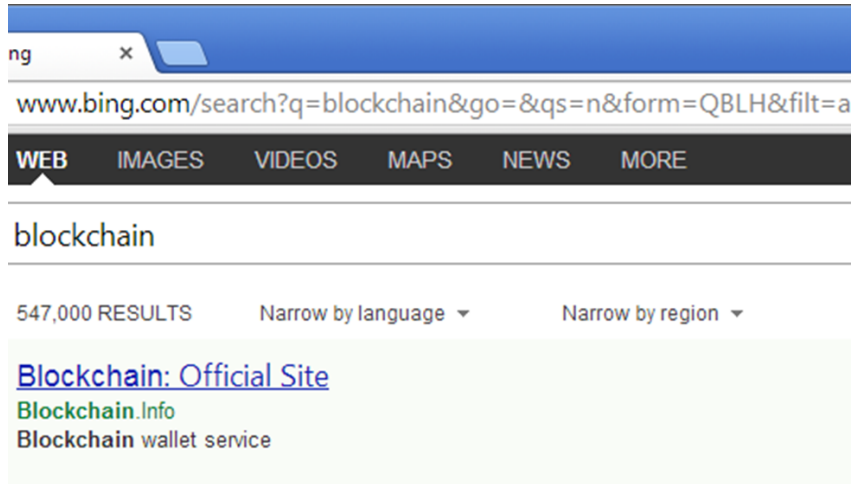 ng
www.bing.com/search?q=blockchain&go=&qs=n&form=QBLH&filt=a
WEB IMAGES VIDEOS MAPS NEWS MORE
blockchain
547,000 RESULTS Narrow by language Narrow by region
Blockchain: Official Site
Blockchain.Info
Blockchain wallet service